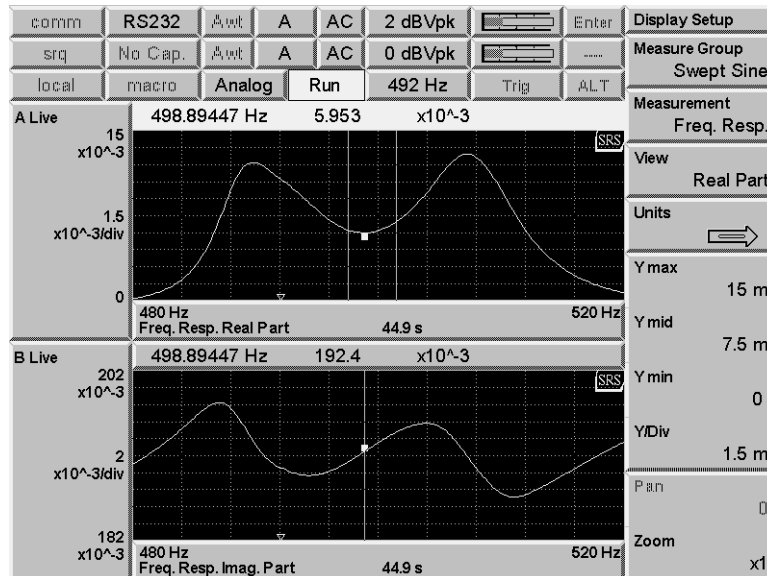 comm RS232 Awt A AC 2 dBVpk Enter
srq No Cap. Awt A AC 0 dBVpk ----
local macro Analog Run 492 Hz Trig ALT
A Live 498.89447 Hz 5.953 x10^-3
15
x10^-3
SRS
1.5
x10^-3/div
0
480 Hz 520 Hz
Freq. Resp. Real Part 44.9 s
B Live 498.89447 Hz 192.4 x10^-3
202
x10^-3
SRS
2
x10^-3/div
182
x10^-3
480 Hz 520 Hz
Freq. Resp. Imag. Part 44.9 s
Display Setup
Measure Group
Swept Sine
Measurement
Freq. Resp.
View
Real Part
Units
Y max
15 m
Y mid
7.5 m
Y min
0
Y/Div
1.5 m
Pan
0
Zoom
x1